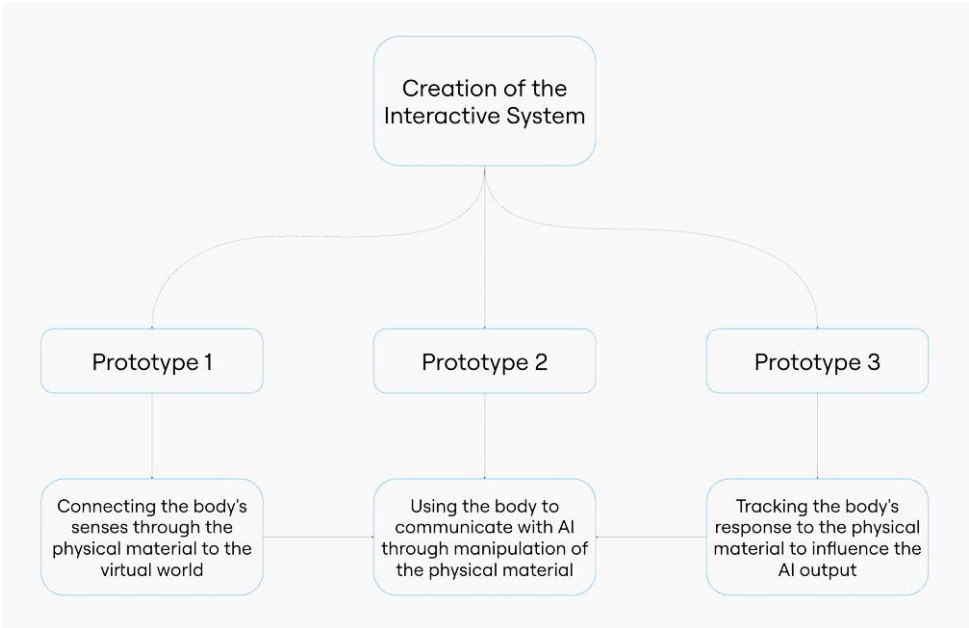 Creation of the
Interactive System
Prototype 1
Prototype 2
Prototype 3
Connecting the body's
senses through the
physical material to the
virtual world
Using the body to
communicate with AI
through manipulation of
the physical material
Tracking the body's
response to the physical
material to influence the
AI output